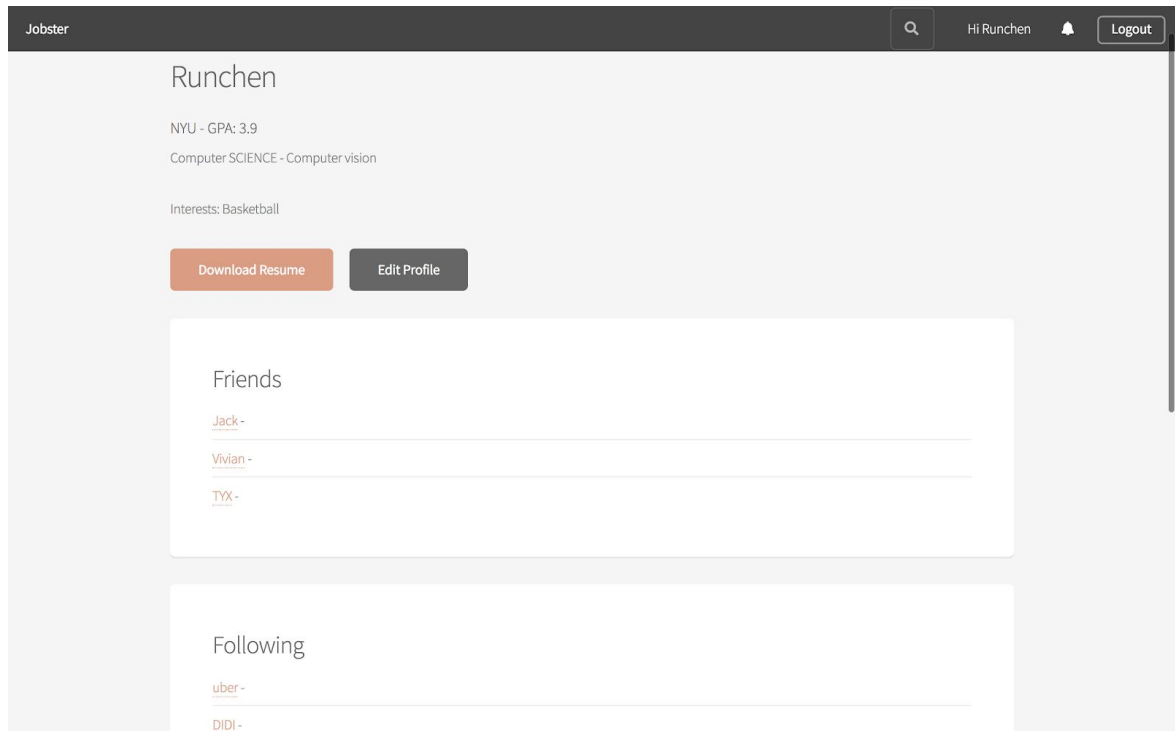 Jobster Hi Runchen Logout
Runchen
NYU - GPA: 3.9
Computer SCIENCE - Computer vision
Interests: Basketball
Download Resume Edit Profile
Friends
Jack -
Vivian -
TYX -
Following
uber -
DIDI -